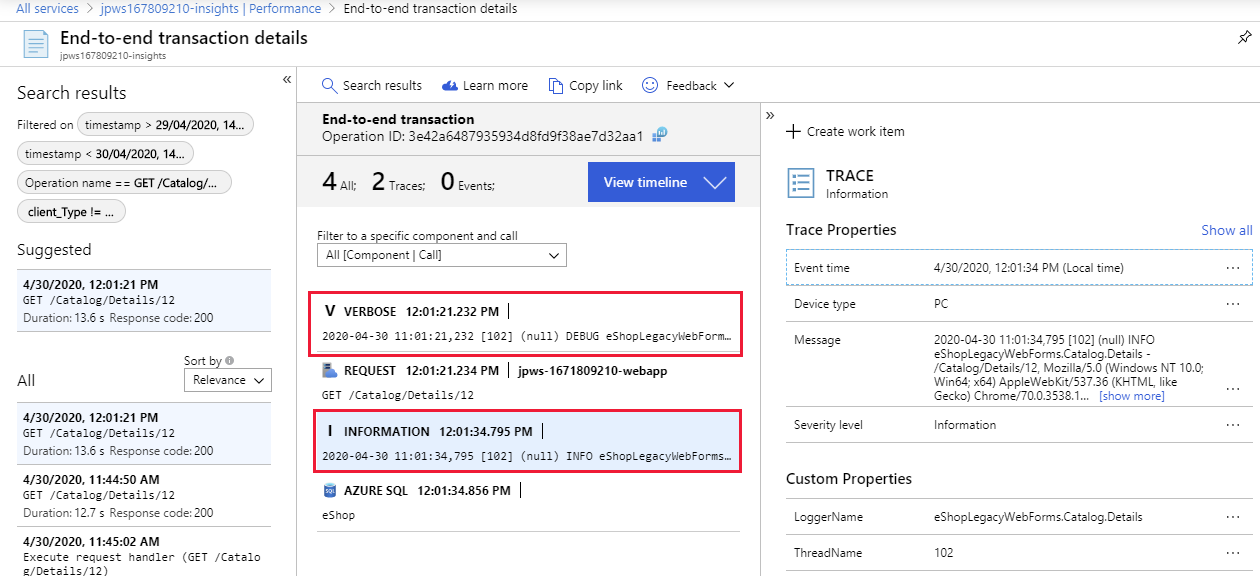 All services > jpws167809210-insights | Performance > End-to-end transaction details
End-to-end transaction details
jpws167809210-insights
«
Search results
Filtered on timestamp > 29/04/2020, 14...
timestamp < 30/04/2020, 14...
Operation name == GET /Catalog/...
client_Type != ...
Suggested
4/30/2020, 12:01:21 PM
GET /Catalog/Details/12
Duration: 13.6 s Response code: 200
Sort by
All
Relevance
4/30/2020, 12:01:21 PM
GET /Catalog/Details/12
Duration: 13.6 s Response code: 200
4/30/2020, 11:44:50 AM
GET /Catalog/Details/12
Duration: 12.7 s Response code: 200
4/30/2020, 11:45:02 AM
Execute request handler (GET /Catalo
g/Details/12)
Search results Learn more Copy link Feedback
End-to-end transaction
Operation ID: 3e42a6487935934d8fd9f38ae7d32aa1
4 All; 2 Traces; 0 Events;
View timeline
Filter to a specific component and call
All [Component | Call]
V VERBOSE 12:01:21.232 PM |
2020-04-30 11:01:21,232 [102] (null) DEBUG eShopLegacyWebForm…
REQUEST 12:01:21.234 PM | jpws-1671809210-webapp
GET /Catalog/Details/12
I INFORMATION 12:01:34.795 PM |
2020-04-30 11:01:34,795 [102] (null) INFO eShopLegacyWebForms…
SQL
AZURE SQL 12:01:34.856 PM |
eShop
»
Create work item
TRACE
Information
Trace Properties Show all
Event time 4/30/2020, 12:01:34 PM (Local time) ...
Device type PC ...
Message 2020-04-30 11:01:34,795 [102] (null) INFO
eShopLegacyWebForms.Catalog.Details -
/Catalog/Details/12, Mozilla/5.0 (Windows NT 10.0;
Win64; x64) AppleWebKit/537.36 (KHTML, like
Gecko) Chrome/70.0.3538.1... [show more] ...
Severity level Information ...
Custom Properties
LoggerName eShopLegacyWebForms.Catalog.Details ...
ThreadName 102 ...